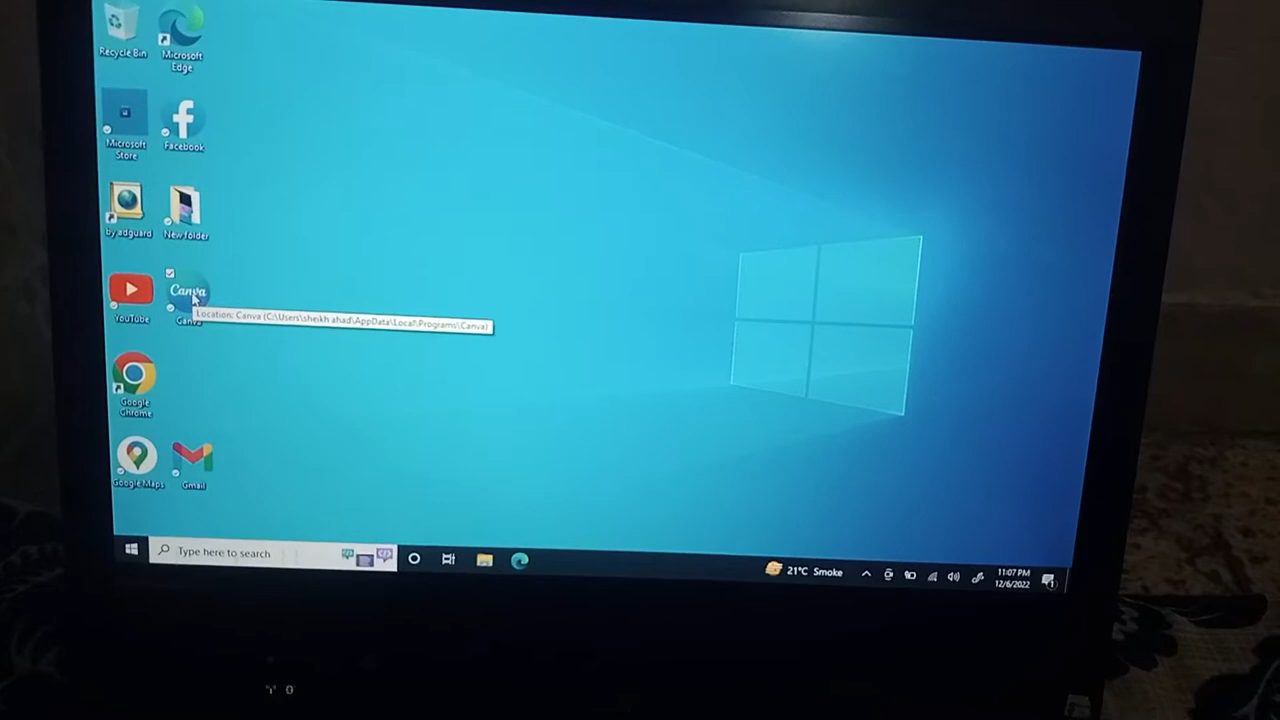 Recycle Bin
Microsoft
Edge
Microsoft
Store
Facebook
by adguard
New folder
YouTube
Canva
Canva
Location: Canva (C:\Users\sheikh ahad\AppData\Local\Programs\Canva)
Google
Chrome
Google Maps
Gmail
Type here to search
21°C Smoke
11:07 PM
12/6/2022
1